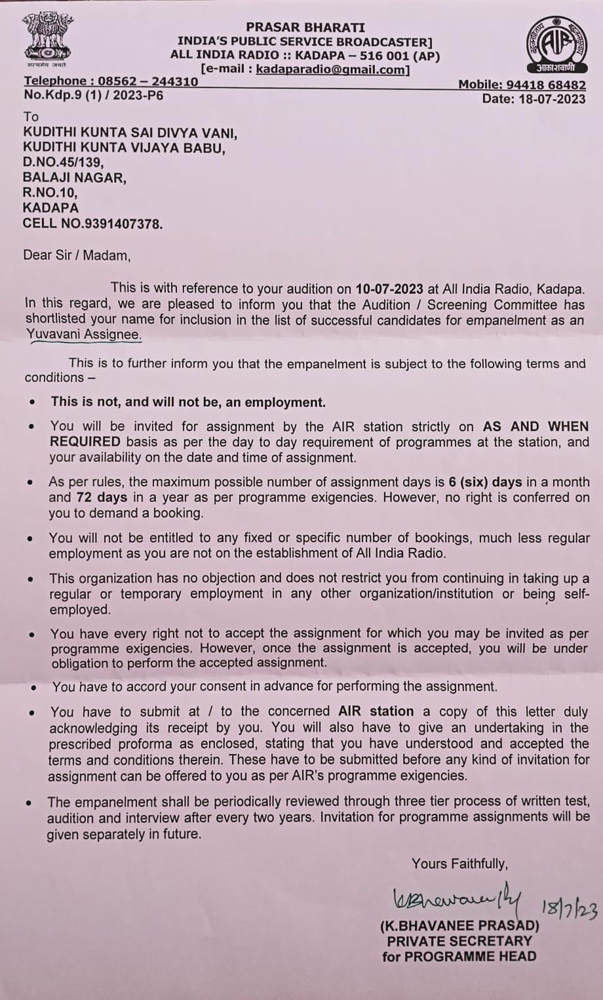 PRASAR BHARATI
INDIA'S PUBLIC SERVICE BROADCASTER]
ALL INDIA RADIO :: KADAPA – 516 001 (AP)
[e-mail : kadaparadio@gmail.com]
सत्यमेव जयते
बहुजनहिताय बहुजनसुखाय
AIR
आकाशवाणी
Telephone : 08562 – 244310
Mobile: 94418 68482
No.Kdp.9 (1) / 2023-P6
Date: 18-07-2023
To
KUDITHI KUNTA SAI DIVYA VANI,
KUDITHI KUNTA VIJAYA BABU,
D.NO.45/139,
BALAJI NAGAR,
R.NO.10,
KADAPA
CELL NO.9391407378.
Dear Sir / Madam,
This is with reference to your audition on 10-07-2023 at All India Radio, Kadapa.
In this regard, we are pleased to inform you that the Audition / Screening Committee has
shortlisted your name for inclusion in the list of successful candidates for empanelment as an
Yuvavani Assignee.
This is to further inform you that the empanelment is subject to the following terms and
conditions –
• This is not, and will not be, an employment.
• You will be invited for assignment by the AIR station strictly on AS AND WHEN
REQUIRED basis as per the day to day requirement of programmes at the station, and
your availability on the date and time of assignment.
• As per rules, the maximum possible number of assignment days is 6 (six) days in a month
and 72 days in a year as per programme exigencies. However, no right is conferred on
you to demand a booking.
• You will not be entitled to any fixed or specific number of bookings, much less regular
employment as you are not on the establishment of All India Radio.
• This organization has no objection and does not restrict you from continuing in taking up a
regular or temporary employment in any other organization/institution or being self-
employed.
• You have every right not to accept the assignment for which you may be invited as per
programme exigencies. However, once the assignment is accepted, you will be under
obligation to perform the accepted assignment.
• You have to accord your consent in advance for performing the assignment.
• You have to submit at / to the concerned AIR station a copy of this letter duly
acknowledging its receipt by you. You will also have to give an undertaking in the
prescribed proforma as enclosed, stating that you have understood and accepted the
terms and conditions therein. These have to be submitted before any kind of invitation for
assignment can be offered to you as per AIR's programme exigencies.
• The empanelment shall be periodically reviewed through three tier process of written test,
audition and interview after every two years. Invitation for programme assignments will be
given separately in future.
Yours Faithfully,
18/7/23
(K.BHAVANEE PRASAD)
PRIVATE SECRETARY
for PROGRAMME HEAD